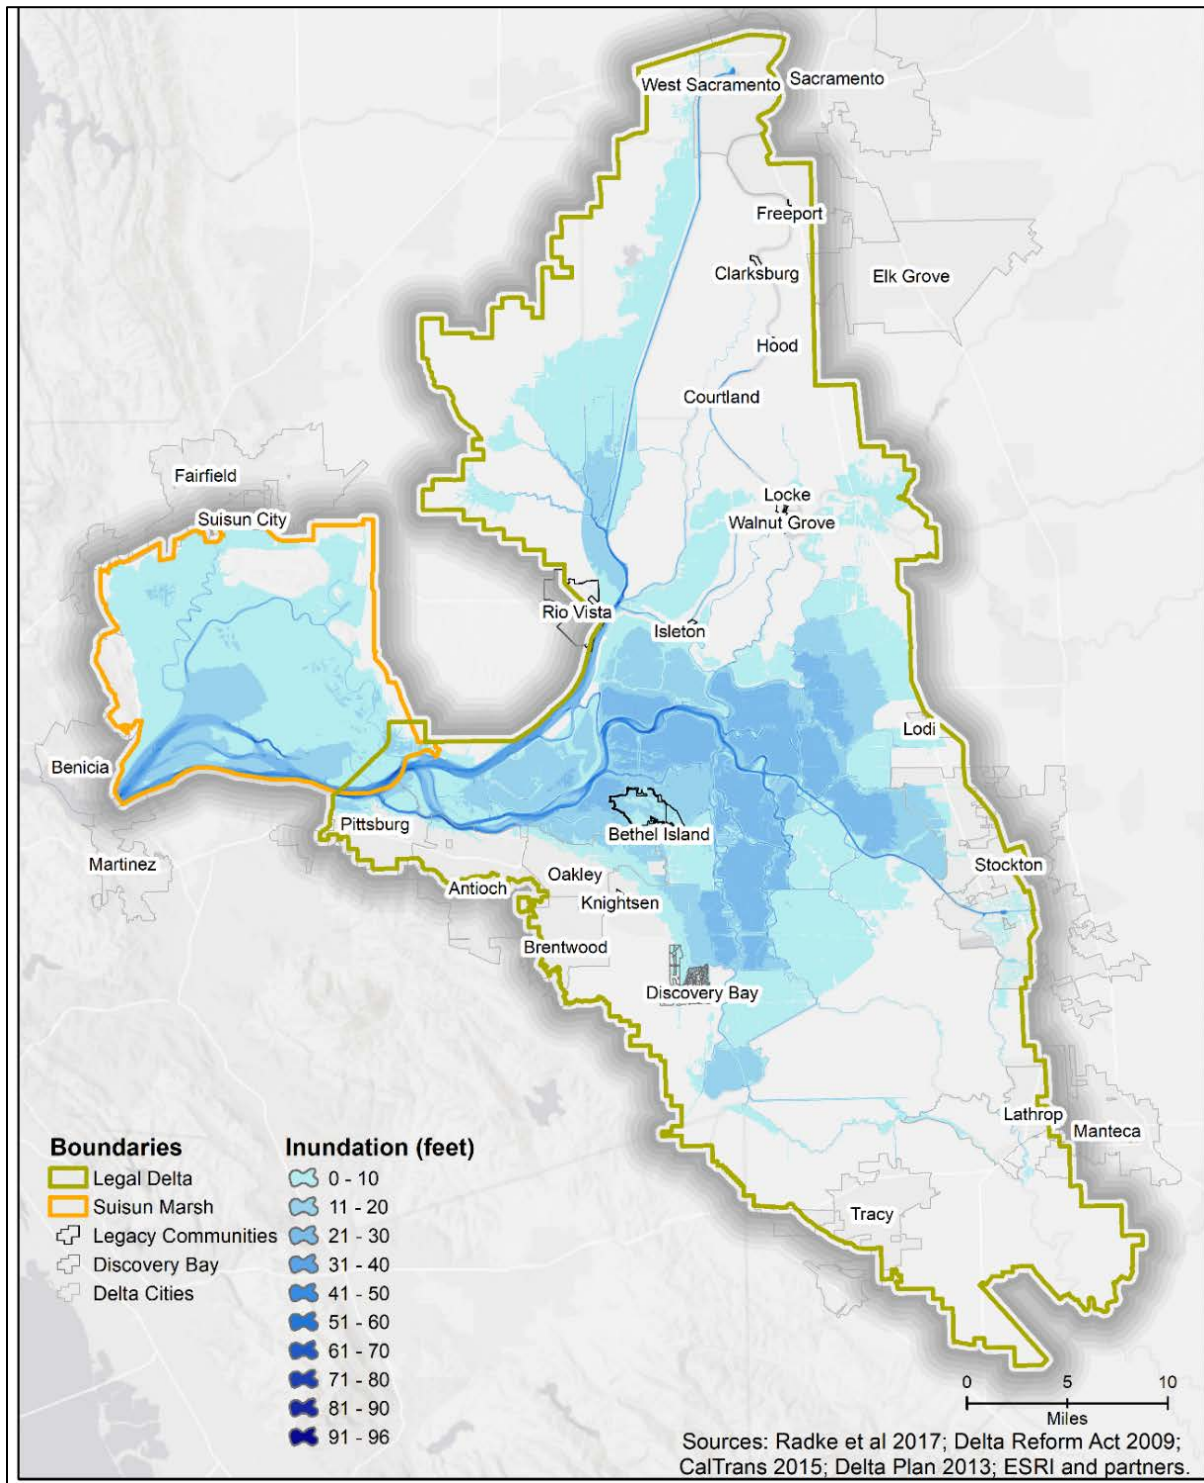 West Sacramento
Sacramento
Freeport
Clarksburg
Elk Grove
Hood
Courtland
Fairfield
Locke
Suisun City
Walnut Grove
Rio Vista
Isleton
Lodi
Benicia
Pittsburg
Bethel Island
Martinez
Stockton
Oakley
Antioch
Knightsen
Brentwood
Discovery Bay
Lathrop
Manteca
Tracy
Boundaries
Legal Delta
Suisun Marsh
Legacy Communities
Discovery Bay
Delta Cities
Inundation (feet)
0 - 10
11 - 20
21 - 30
31 - 40
41 - 50
51 - 60
61 - 70
71 - 80
81 - 90
91 - 96
0 5 10
Miles
Sources: Radke et al 2017; Delta Reform Act 2009;
CalTrans 2015; Delta Plan 2013; ESRI and partners.